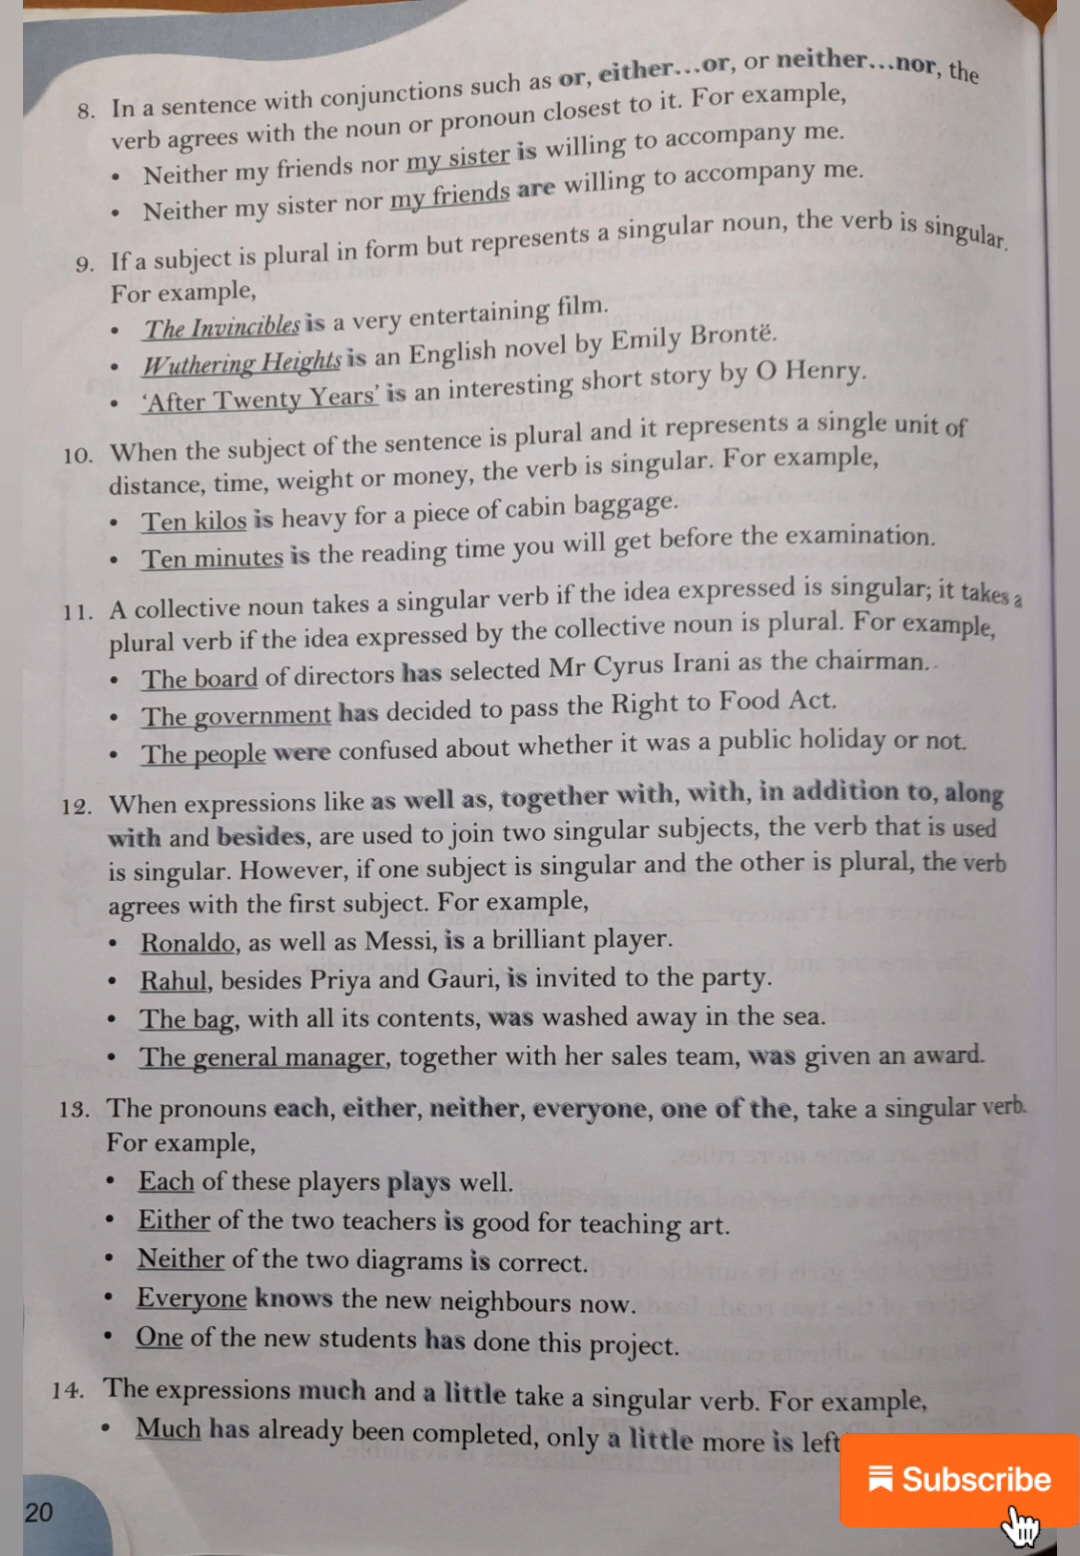 8. In a sentence with conjunctions such as or, either...or, or neither...nor, the
verb agrees with the noun or pronoun closest to it. For example,
• Neither my friends nor my sister is willing to accompany me.
• Neither my sister nor my friends are willing to accompany me.
9. If a subject is plural in form but represents a singular noun, the verb is singular.
For example,
• The Invincibles is a very entertaining film.
• Wuthering Heights is an English novel by Emily Brontë.
• ‘After Twenty Years’ is an interesting short story by O Henry.
10. When the subject of the sentence is plural and it represents a single unit of
distance, time, weight or money, the verb is singular. For example,
• Ten kilos is heavy for a piece of cabin baggage.
• Ten minutes is the reading time you will get before the examination.
11. A collective noun takes a singular verb if the idea expressed is singular; it takes a
plural verb if the idea expressed by the collective noun is plural. For example,
• The board of directors has selected Mr Cyrus Irani as the chairman.
• The government has decided to pass the Right to Food Act.
• The people were confused about whether it was a public holiday or not.
12. When expressions like as well as, together with, with, in addition to, along
with and besides, are used to join two singular subjects, the verb that is used
is singular. However, if one subject is singular and the other is plural, the verb
agrees with the first subject. For example,
• Ronaldo, as well as Messi, is a brilliant player.
• Rahul, besides Priya and Gauri, is invited to the party.
• The bag, with all its contents, was washed away in the sea.
• The general manager, together with her sales team, was given an award.
13. The pronouns each, either, neither, everyone, one of the, take a singular verb.
For example,
• Each of these players plays well.
• Either of the two teachers is good for teaching art.
• Neither of the two diagrams is correct.
• Everyone knows the new neighbours now.
• One of the new students has done this project.
14. The expressions much and a little take a singular verb. For example,
• Much has already been completed, only a little more is left
Subscribe
20